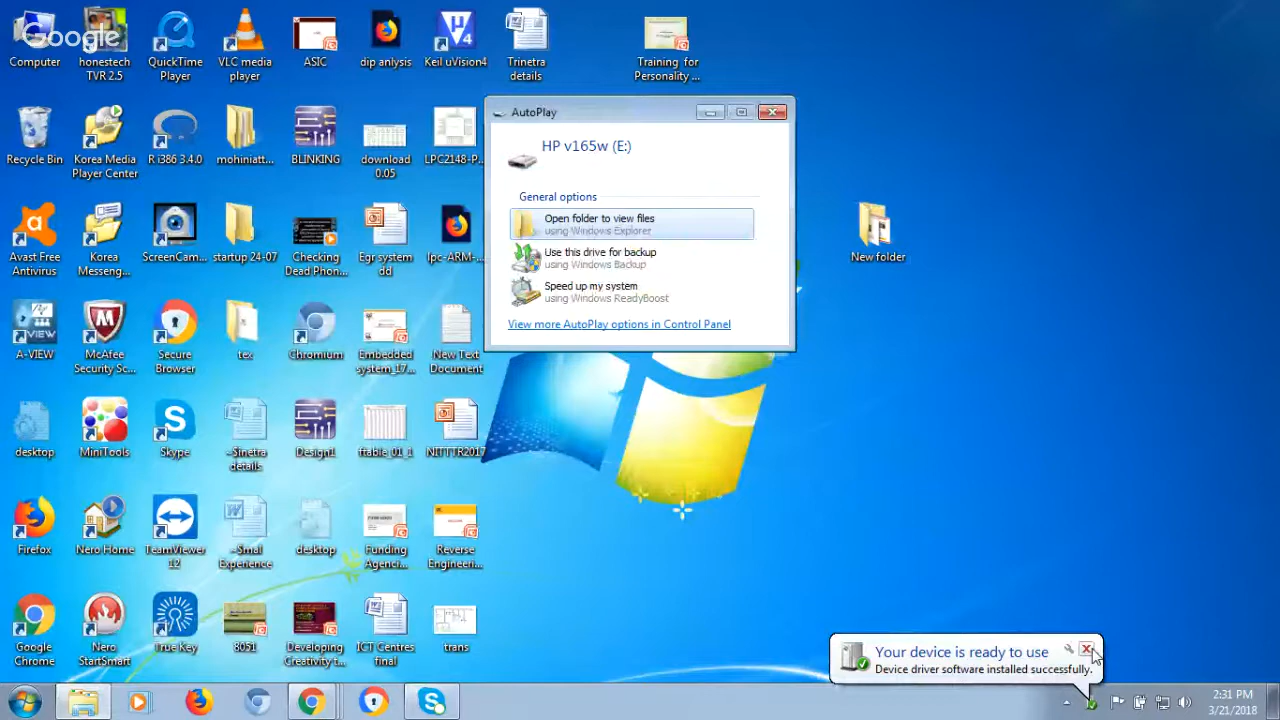 Google
Computer
honestech
TVR 2.5
QuickTime
Player
VLC media
player
ASIC
dip anlysis
Keil uVision4
Trinetra
details
Training for
Personality ...
Recycle Bin
Korea Media
Player Center
R i386 3.4.0
mohiniatt...
BLINKING
download
0.05
LPC2148-P...
Avast Free
Antivirus
Korea
Messeng...
ScreenCam...
startup 24-07
Checking
Dead Phon...
Egr system
dd
lpc-ARM-...
New folder
A-VIEW
McAfee
Security Sc...
Secure
Browser
tex
Chromium
Embedded
system_17...
New Text
Document
desktop
MiniTools
Skype
~Sinetra
details
Design1
ftable_01_1
NITTTR2017
Firefox
Nero Home
TeamViewer
12
~Smal
Experience
desktop
Funding
Agenci...
Reverse
Engineeri...
Google
Chrome
Nero
StartSmart
True Key
8051
Developing
Creativity t...
ICT Centres
final
trans
AutoPlay
HP v165w (E:)
General options
Open folder to view files
using Windows Explorer
Use this drive for backup
using Windows Backup
Speed up my system
using Windows ReadyBoost
View more AutoPlay options in Control Panel
Your device is ready to use
Device driver software installed successfully.
2:31 PM
3/21/2018